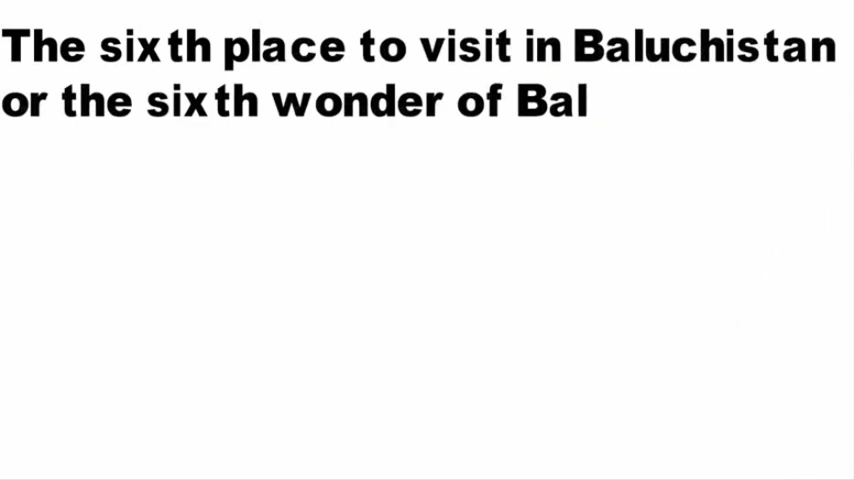 The sixth place to visit in Baluchistan
or the sixth wonder of Bal